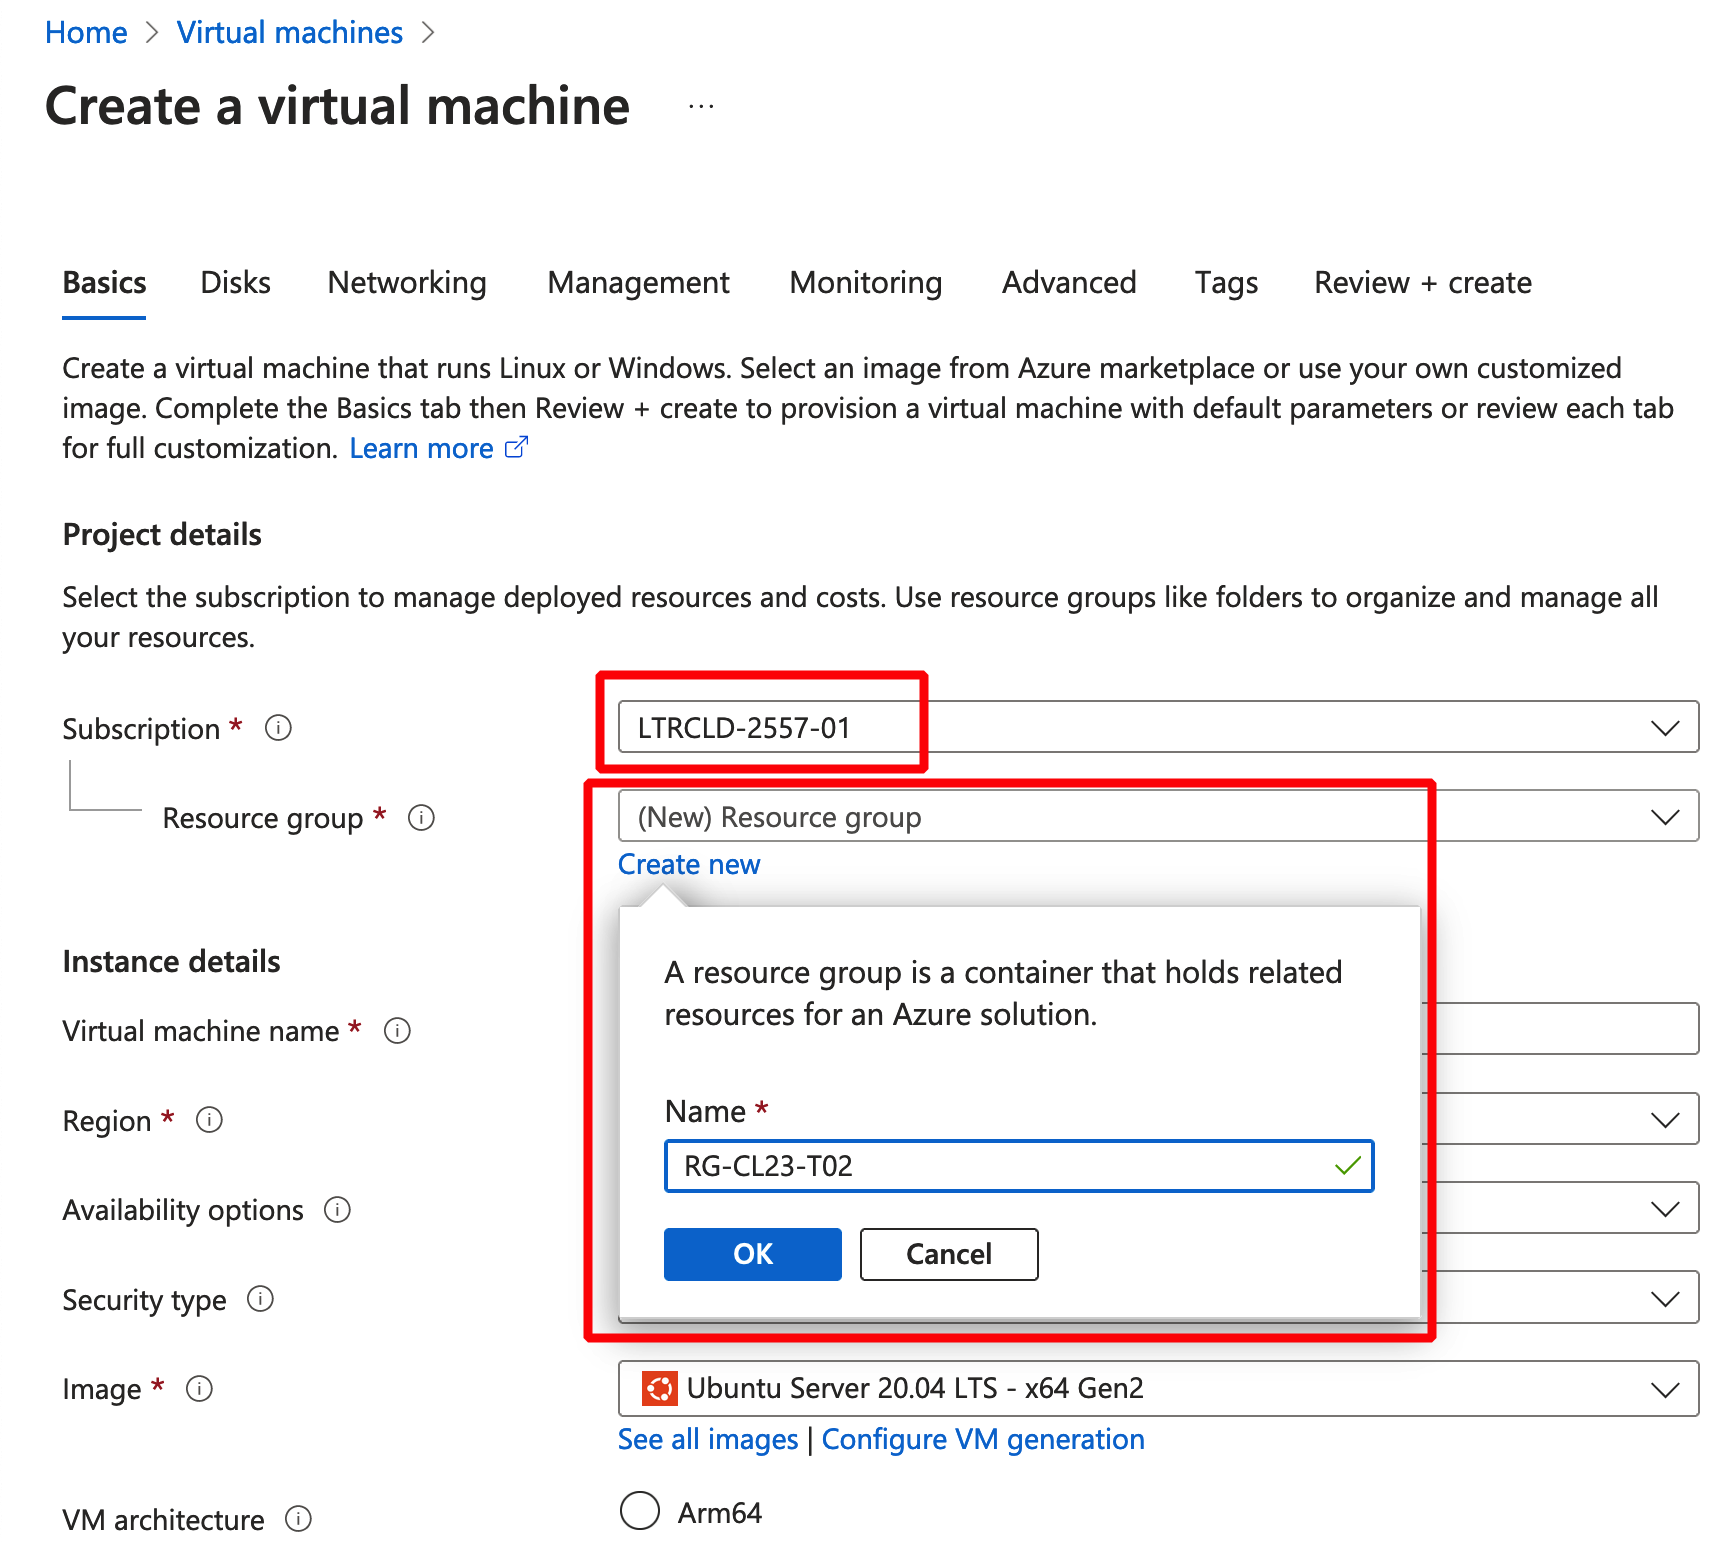 Home > Virtual machines >
Create a virtual machine ...
Basics Disks Networking Management Monitoring Advanced Tags Review + create
Create a virtual machine that runs Linux or Windows. Select an image from Azure marketplace or use your own customized
image. Complete the Basics tab then Review + create to provision a virtual machine with default parameters or review each tab
for full customization. Learn more
Project details
Select the subscription to manage deployed resources and costs. Use resource groups like folders to organize and manage all
your resources.
Subscription * LTRCLD-2557-01
Resource group * (New) Resource group
Create new
A resource group is a container that holds related
resources for an Azure solution.
Name *
RG-CL23-T02
OK Cancel
Instance details
Virtual machine name *
Region *
Availability options
Security type
Image * Ubuntu Server 20.04 LTS - x64 Gen2
See all images | Configure VM generation
VM architecture Arm64